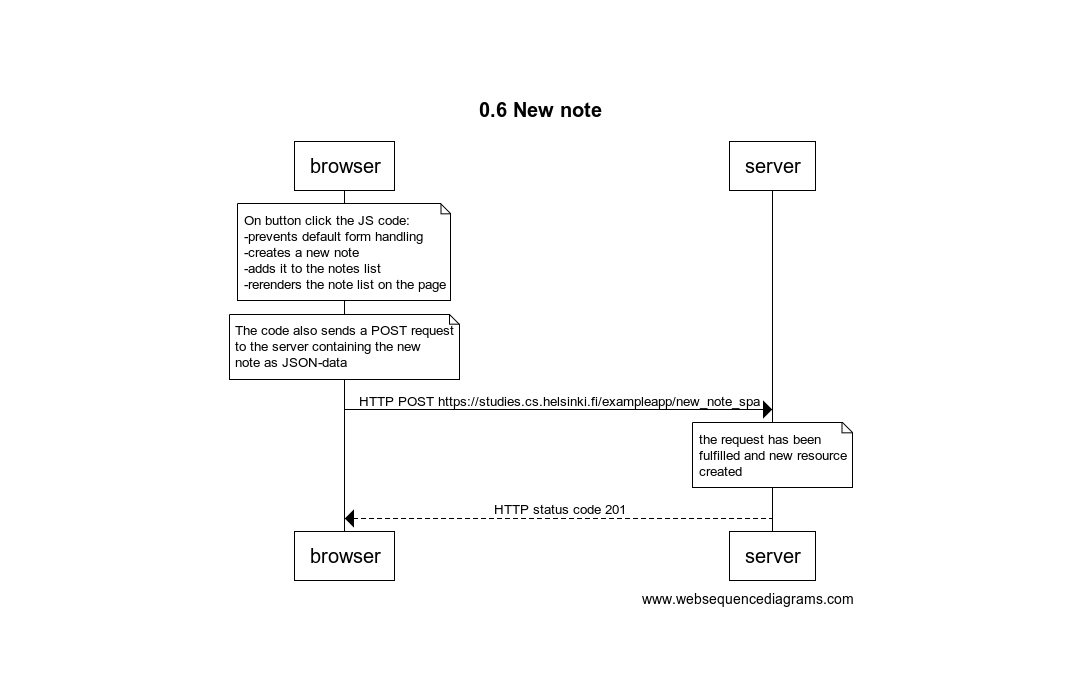 0.6 New note
browser
server
On button click the JS code:
-prevents default form handling
-creates a new note
-adds it to the notes list
-rerenders the note list on the page
The code also sends a POST request
to the server containing the new
note as JSON-data
HTTP POST https://studies.cs.helsinki.fi/exampleapp/new_note_spa
the request has been
fulfilled and new resource
created
HTTP status code 201
browser
server
www.websequencediagrams.com